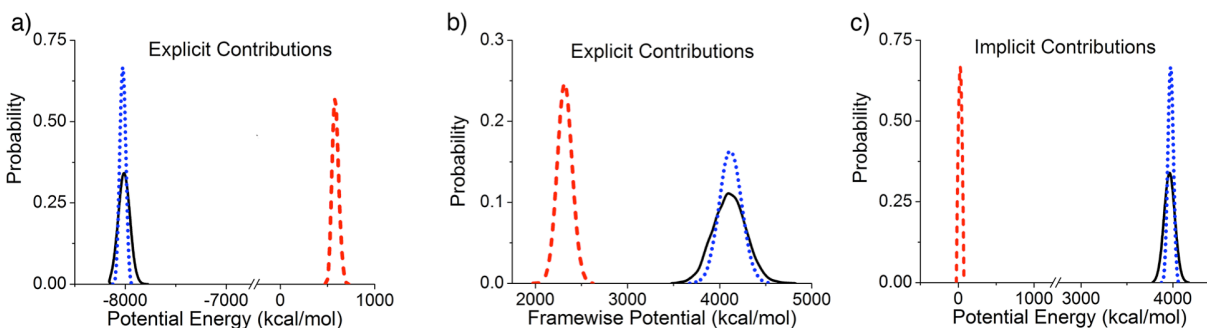 a)
Explicit Contributions
0.75
0.50
0.25
0.00
Probability
-8000 -7000 0 1000
Potential Energy (kcal/mol)
b)
Explicit Contributions
0.3
0.2
0.1
0.0
Probability
2000 3000 4000 5000
Framewise Potential (kcal/mol)
c)
Implicit Contributions
0.75
0.50
0.25
0.00
Probability
0 1000 3000 4000
Potential Energy (kcal/mol)